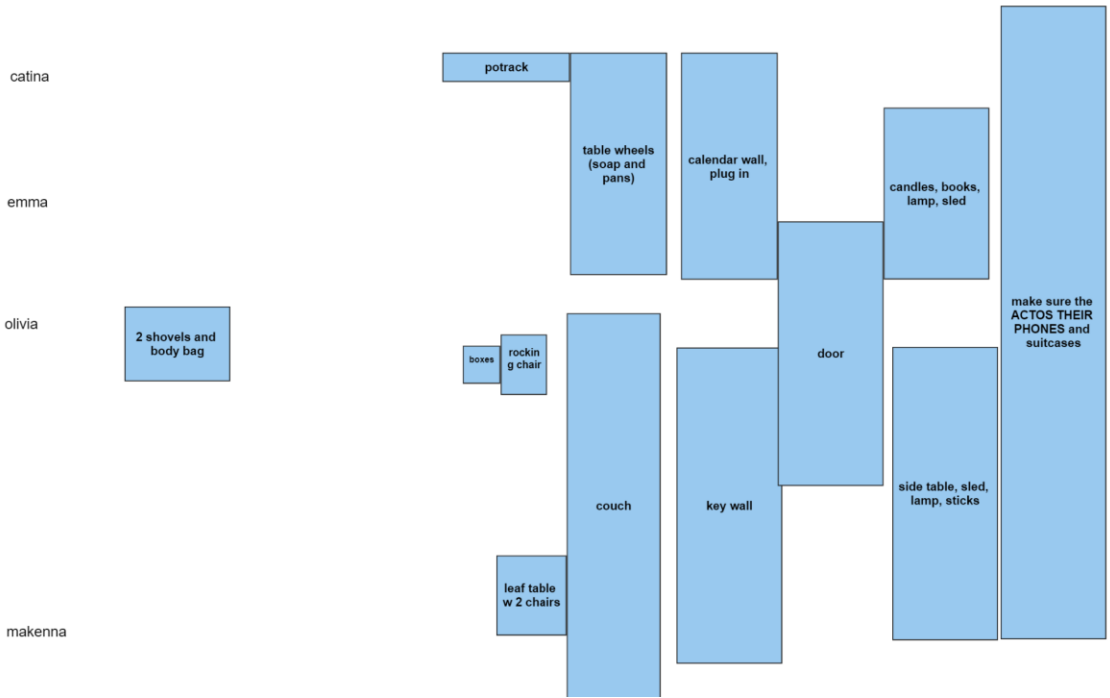 catina
potrack
table wheels
(soap and
pans)
calendar wall,
plug in
candles, books,
lamp, sled
emma
olivia
2 shovels and
body bag
boxes
rockin
g chair
door
make sure the
ACTOS THEIR
PHONES and
suitcases
couch
key wall
side table, sled,
lamp, sticks
leaf table
w 2 chairs
makenna